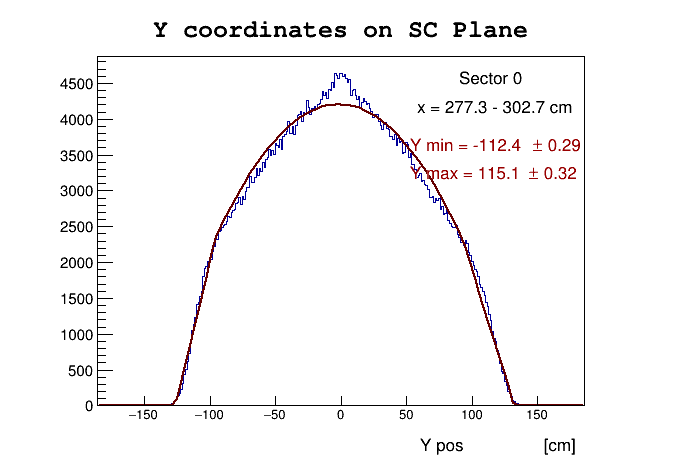 Y coordinates on SC Plane
Sector 0
x = 277.3 - 302.7 cm
Y min = -112.4 ± 0.29
Y max = 115.1 ± 0.32
4500
4000
3500
3000
2500
2000
1500
1000
500
0
−150 −100 −50 0 50 100 150
Y pos [cm]